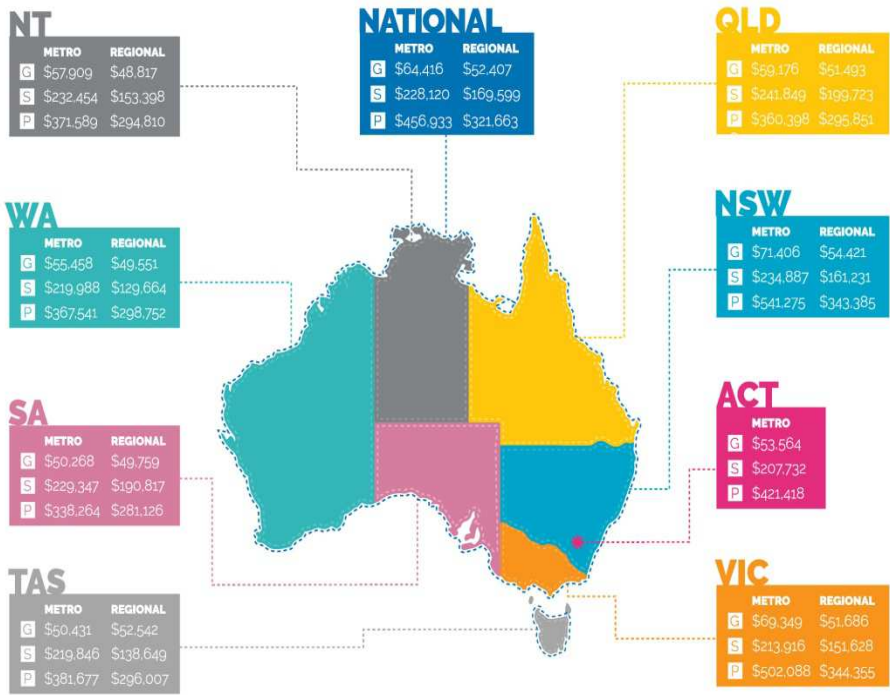 NT
METRO REGIONAL
G $57,909 $48,817
S $232,454 $153,398
P $371,589 $294,810
NATIONAL
METRO REGIONAL
G $64,416 $52,407
S $228,120 $169,599
P $456,933 $321,663
QLD
METRO REGIONAL
G $59,176 $51,493
S $241,849 $199,723
P $360,398 $295,851
WA
METRO REGIONAL
G $55,458 $49,551
S $219,988 $129,664
P $367,541 $298,752
NSW
METRO REGIONAL
G $71,406 $54,421
S $234,887 $161,231
P $541,275 $343,385
SA
METRO REGIONAL
G $50,268 $49,759
S $229,347 $190,817
P $338,264 $281,126
ACT
METRO
G $53,564
S $207,732
P $421,418
TAS
METRO REGIONAL
G $50,431 $52,542
S $219,846 $138,649
P $381,677 $296,007
VIC
METRO REGIONAL
G $69,349 $51,686
S $213,916 $151,628
P $502,088 $344,355